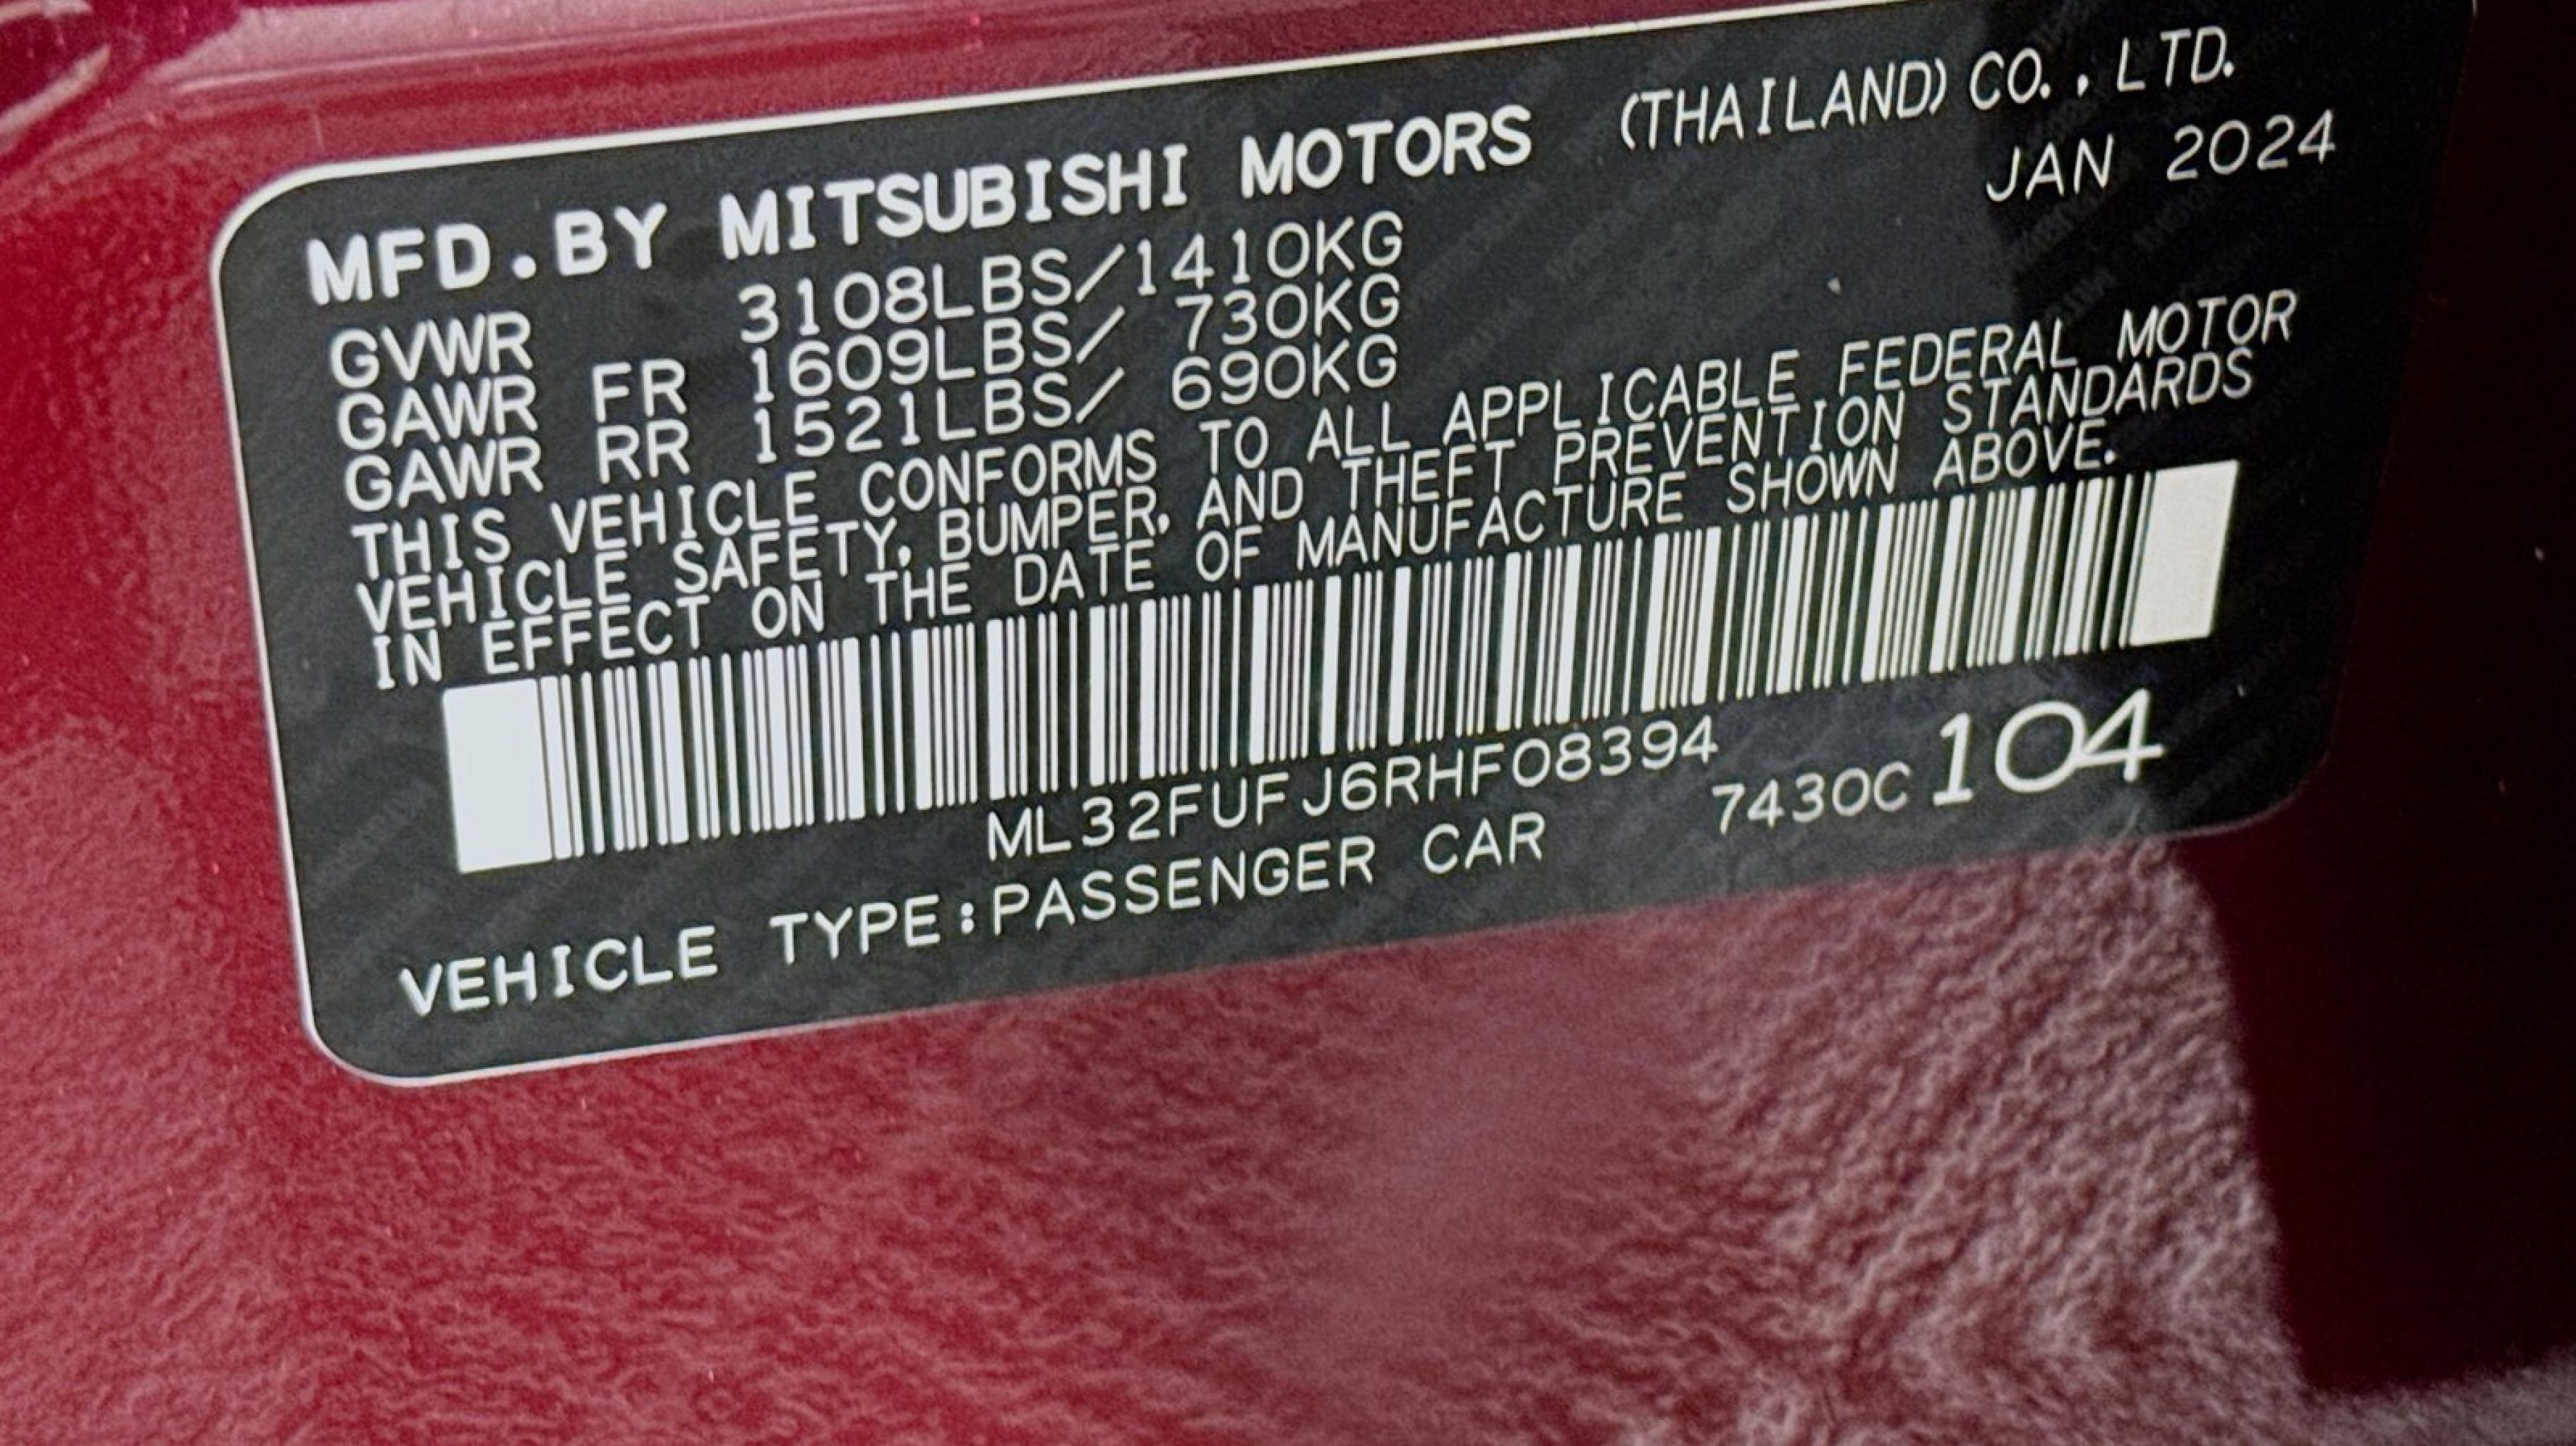 MFD.BY MITSUBISHI MOTORS (THAILAND) CO., LTD.
JAN 2024
GVWR 3108LBS/1410KG
GAWR FR 1609LBS/ 730KG
GAWR RR 1521LBS/ 690KG
THIS VEHICLE CONFORMS TO ALL APPLICABLE FEDERAL MOTOR
VEHICLE SAFETY, BUMPER, AND THEFT PREVENTION STANDARDS
IN EFFECT ON THE DATE OF MANUFACTURE SHOWN ABOVE.
ML32FUFJ6RHF08394
VEHICLE TYPE:PASSENGER CAR 7430C104